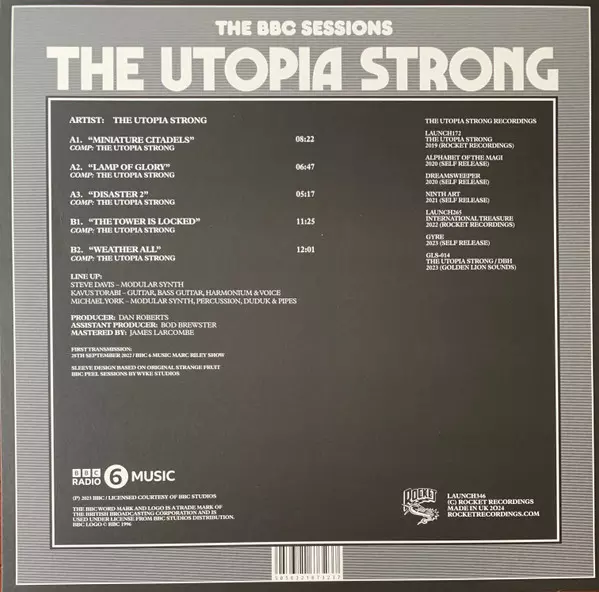 THE BBC SESSIONS
THE UTOPIA STRONG
ARTIST: THE UTOPIA STRONG
A1. "MINIATURE CITADELS" 08:22
COMP: THE UTOPIA STRONG
A2. "LAMP OF GLORY" 06:47
COMP: THE UTOPIA STRONG
A3. "DISASTER 2" 05:17
COMP: THE UTOPIA STRONG
B1. "THE TOWER IS LOCKED" 11:25
COMP: THE UTOPIA STRONG
B2. "WEATHER ALL" 12:01
COMP: THE UTOPIA STRONG
LINE UP:
STEVE DAVIS – MODULAR SYNTH
KAVUS TORABI – GUITAR, BASS GUITAR, HARMONIUM & VOICE
MICHAEL YORK – MODULAR SYNTH, PERCUSSION, DUDUK & PIPES
PRODUCER: DAN ROBERTS
ASSISTANT PRODUCER: BOD BREWSTER
MASTERED BY: JAMES LARCOMBE
FIRST TRANSMISSION:
28TH SEPTEMBER 2022 / BBC 6 MUSIC MARC RILEY SHOW
SLEEVE DESIGN BASED ON ORIGINAL STRANGE FRUIT
BBC PEEL SESSIONS BY WYKE STUDIOS
THE UTOPIA STRONG RECORDINGS
LAUNCH172
THE UTOPIA STRONG
2019 (ROCKET RECORDINGS)
ALPHABET OF THE MAGI
2020 (SELF RELEASE)
DREAMSWEEPER
2020 (SELF RELEASE)
NINTH ART
2021 (SELF RELEASE)
LAUNCH265
INTERNATIONAL TREASURE
2022 (ROCKET RECORDINGS)
GYRE
2023 (SELF RELEASE)
GLS-014
THE UTOPIA STRONG / DBH
2023 (GOLDEN LION SOUNDS)
BBC
RADIO 6 MUSIC
(P) 2023 BBC / LICENSED COURTESY OF BBC STUDIOS
THE BBC WORD MARK AND LOGO IS A TRADE MARK OF
THE BRITISH BROADCASTING CORPORATION AND IS
USED UNDER LICENSE FROM BBC STUDIOS DISTRIBUTION.
BBC LOGO © BBC 1996
ROCKET
LAUNCH346
(C) ROCKET RECORDINGS
MADE IN UK 2024
ROCKETRECORDINGS.COM